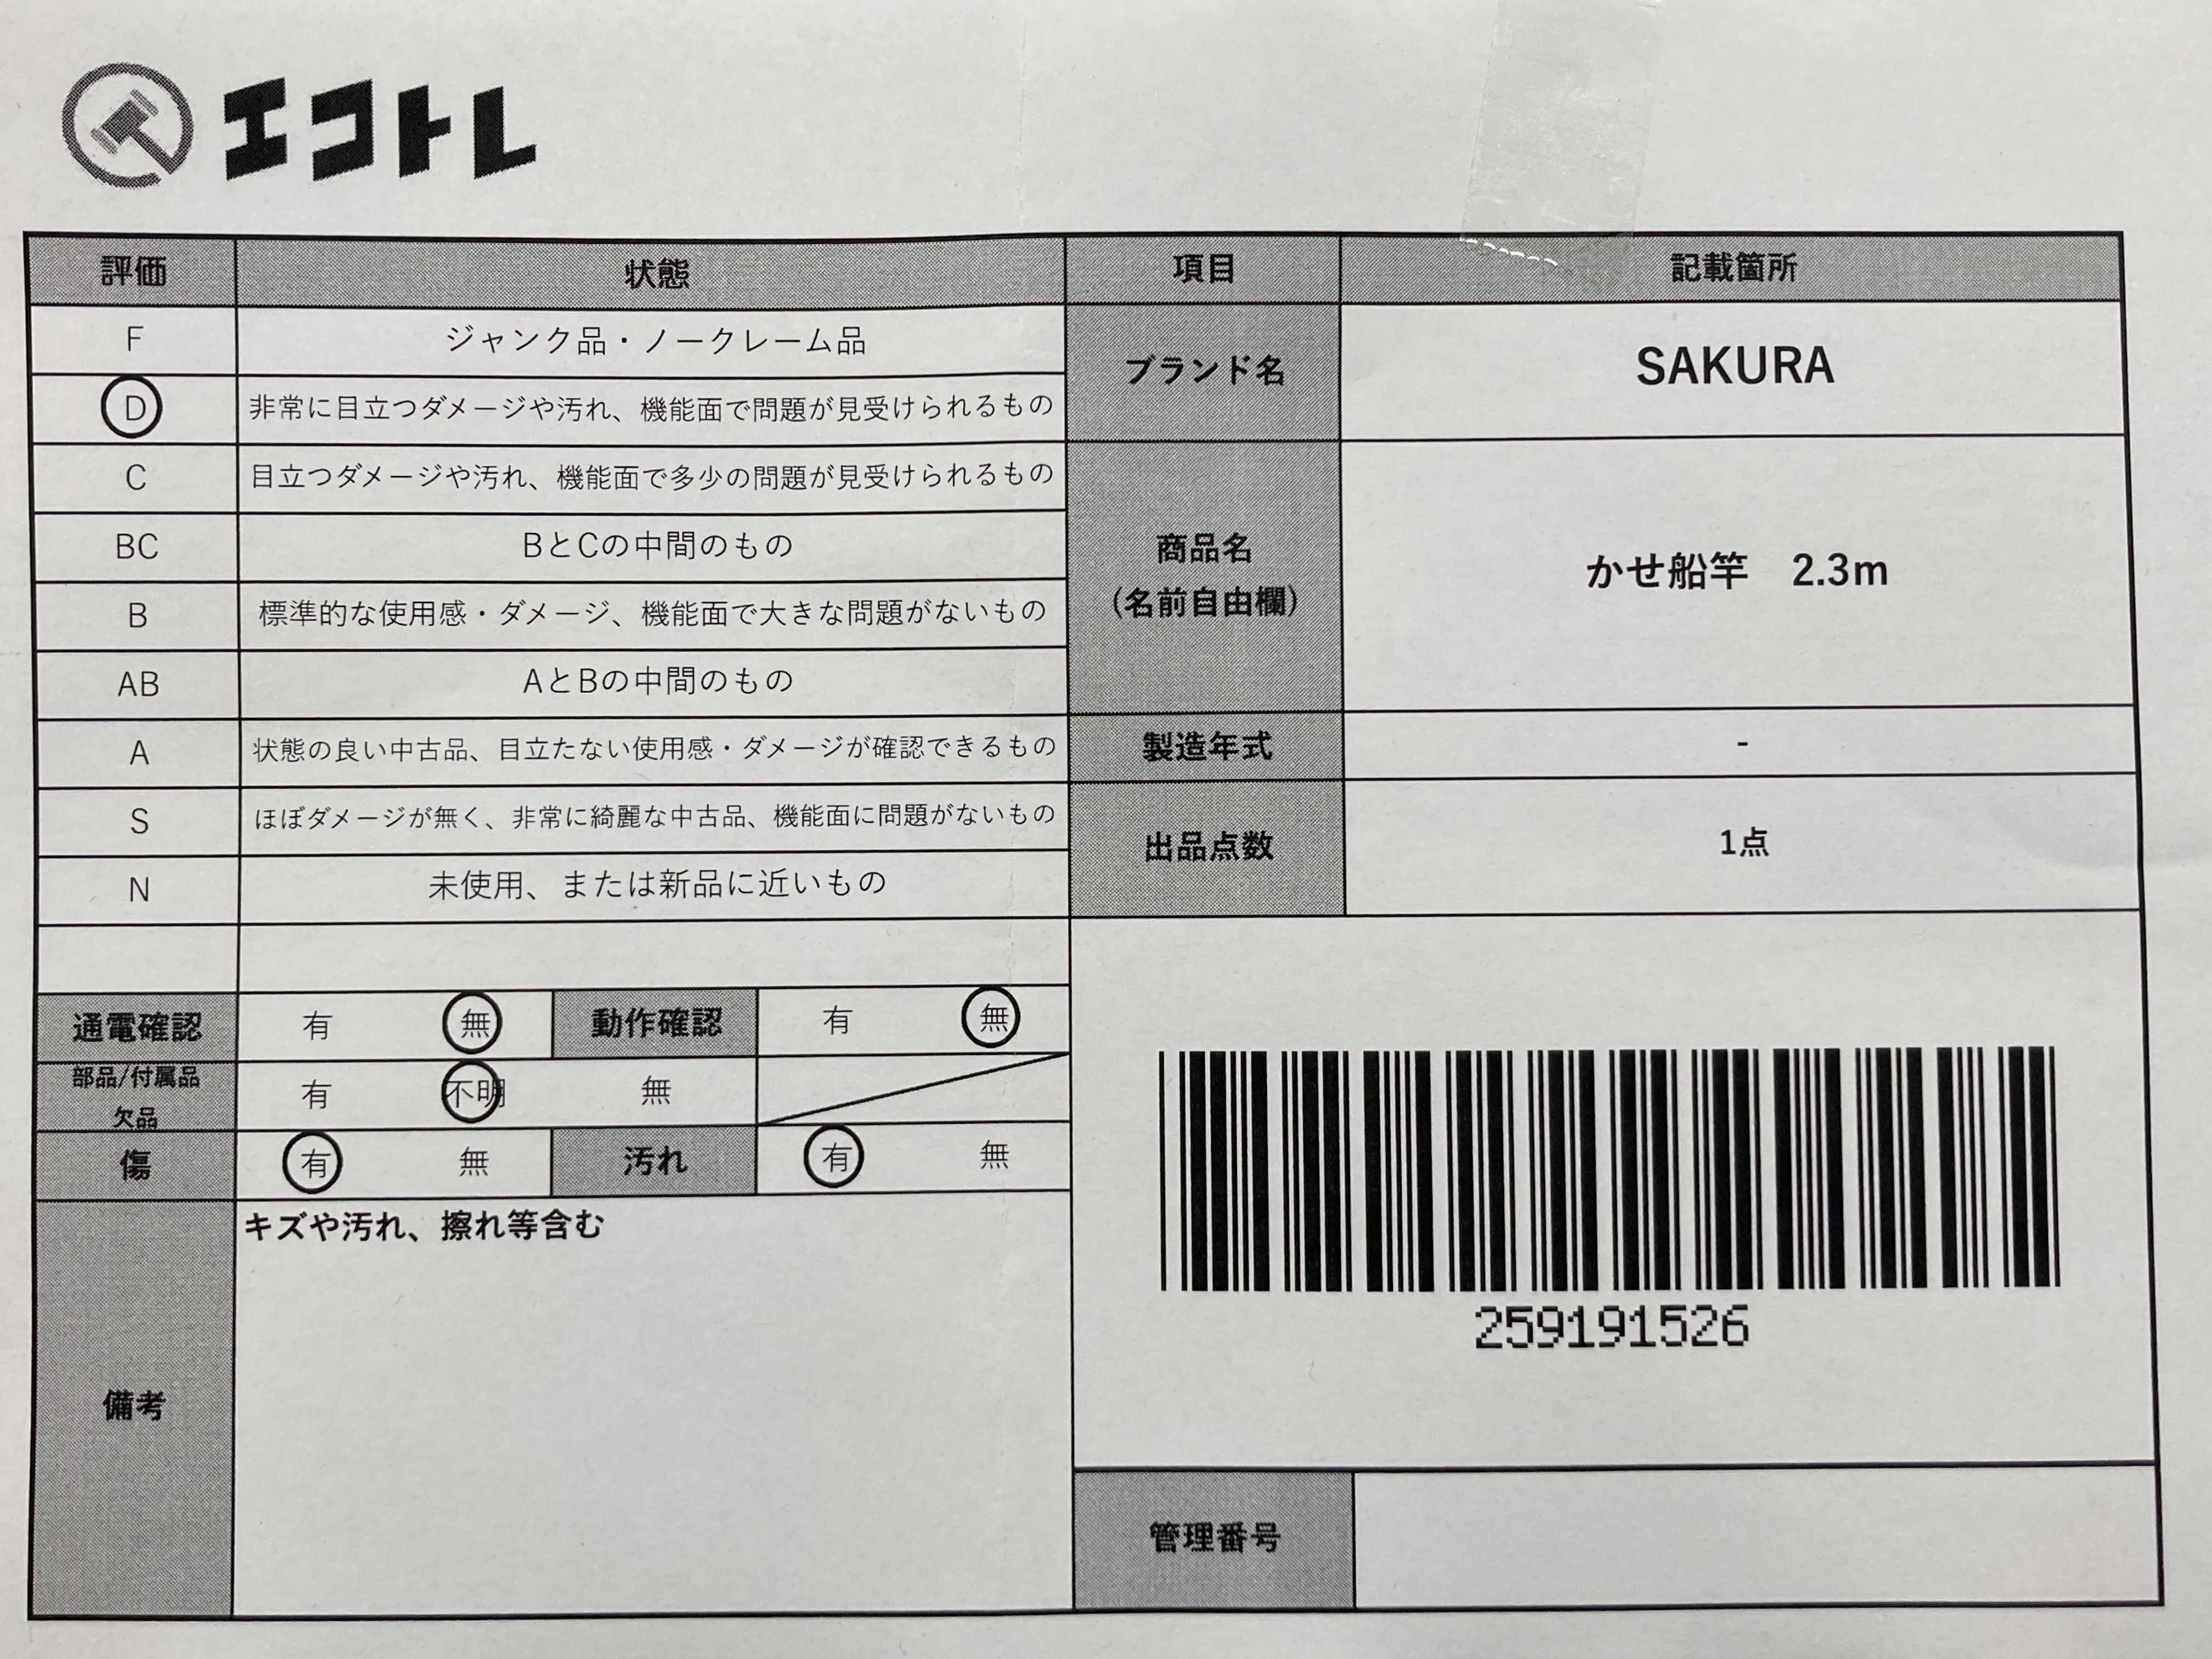 エコトレ
評価 状態 項目 記載箇所
F ジャンク品・ノークレーム品
D 非常に目立つダメージや汚れ、機能面で問題が見受けられるもの
C 目立つダメージや汚れ、機能面で多少の問題が見受けられるもの
BC BとCの中間のもの
B 標準的な使用感・ダメージ、機能面で大きな問題がないもの
AB AとBの中間のもの
A 状態の良い中古品、目立たない使用感・ダメージが確認できるもの
S ほぼダメージが無く、非常に綺麗な中古品、機能面に問題がないもの
N 未使用、または新品に近いもの
ブランド名 SAKURA
商品名
(名前自由欄)
かせ船竿 2.3m
製造年式 -
出品点数 1点
通電確認 有 無 動作確認 有 無
部品/付属品
欠品
有 不明 無
傷 有 無 汚れ 有 無
備考
キズや汚れ、擦れ等含む
259191526
管理番号